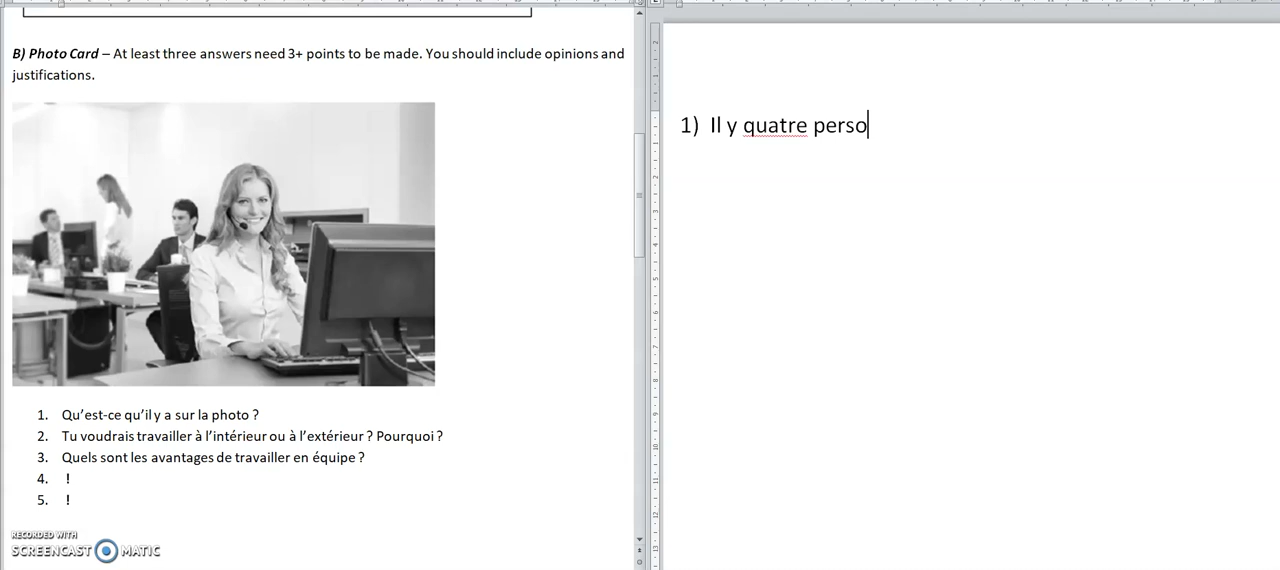 B) Photo Card – At least three answers need 3+ points to be made. You should include opinions and
justifications.
1. Qu'est-ce qu'il y a sur la photo ?
2. Tu voudrais travailler à l'intérieur ou à l'extérieur ? Pourquoi ?
3. Quels sont les avantages de travailler en équipe ?
4. !
5. !
RECORDED WITH
SCREENCAST MATIC
1) Il y quatre perso